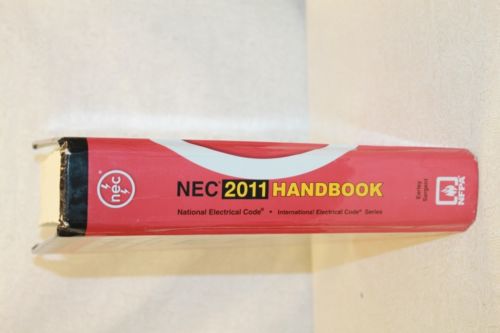 nec
NEC® 2011 HANDBOOK
National Electrical Code® • International Electrical Code® Series
Earley
Sargent
NFPA